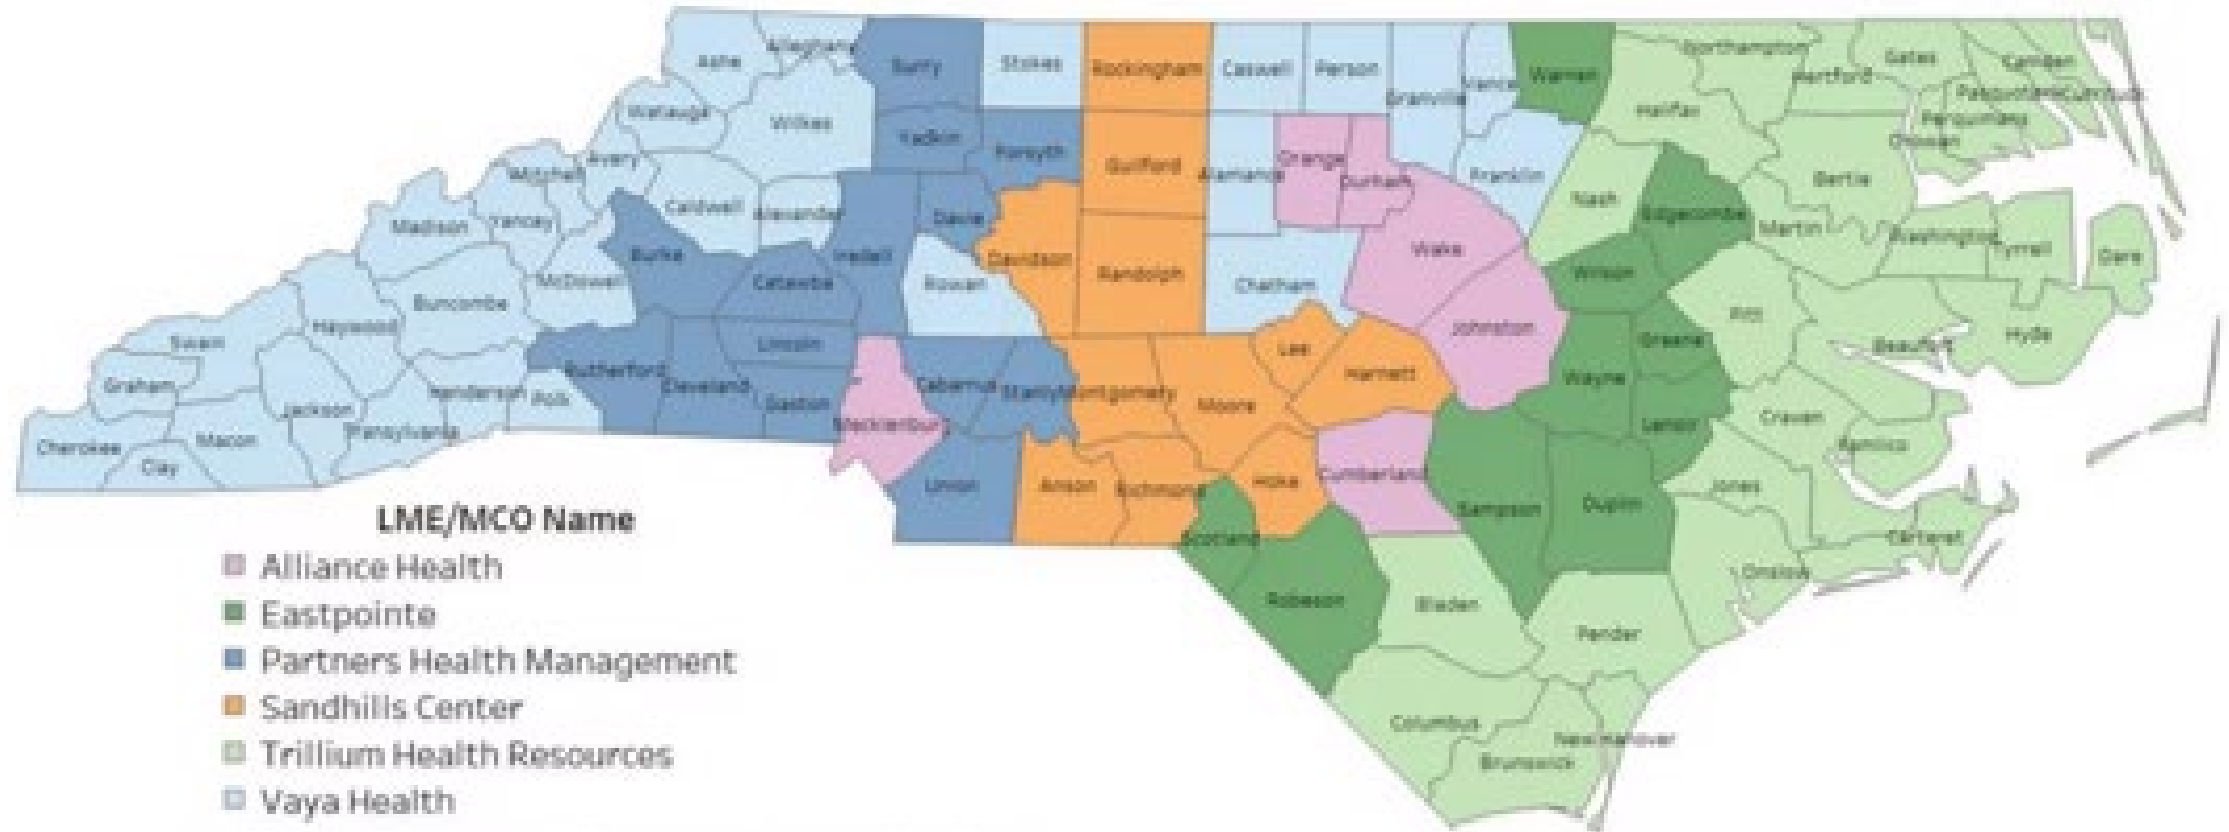 Ashe
Alleghany
Surry
Stokes
Rockingham
Caswell
Person
Granville
Vance
Warren
Northampton
Hertford
Gates
Camden
Pasquotank
Currituck
Perquimans
Chowan
Halifax
Watauga
Wilkes
Yadkin
Forsyth
Guilford
Alamance
Orange
Durham
Franklin
Nash
Edgecombe
Bertie
Martin
Washington
Tyrrell
Dare
Mitchell
Avery
Caldwell
Alexander
Iredell
Davie
Davidson
Randolph
Chatham
Wake
Wilson
Madison
Yancey
McDowell
Burke
Catawba
Rowan
Johnston
Pitt
Beaufort
Hyde
Swain
Haywood
Buncombe
Rutherford
Lincoln
Lee
Harnett
Wayne
Greene
Graham
Jackson
Henderson
Polk
Cleveland
Gaston
Mecklenburg
Cabarrus
Stanly
Montgomery
Moore
Lenoir
Craven
Pamlico
Cherokee
Clay
Macon
Transylvania
Union
Anson
Richmond
Hoke
Cumberland
Sampson
Duplin
Jones
Carteret
Onslow
Scotland
Robeson
Bladen
Pender
Columbus
Brunswick
New Hanover
LME/MCO Name
Alliance Health
Eastpointe
Partners Health Management
Sandhills Center
Trillium Health Resources
Vaya Health